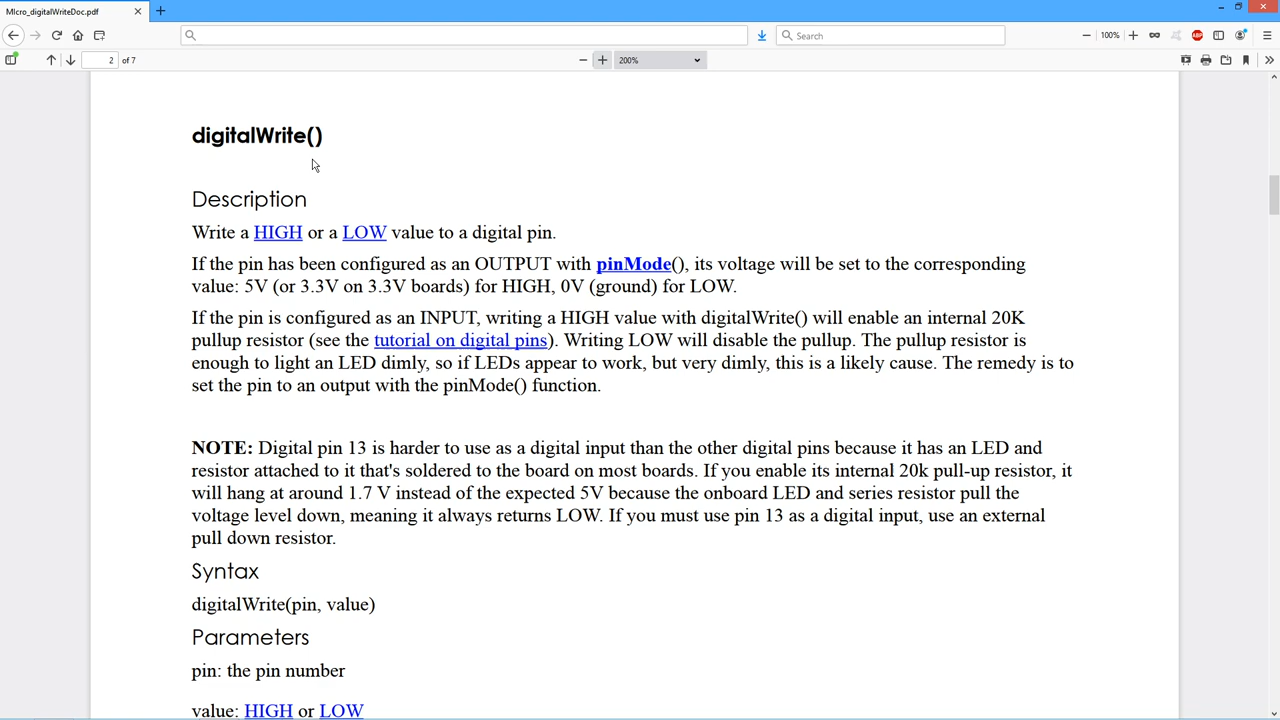 MIcro_digitalWriteDoc.pdf
100%
Search
2 of 7
200%
digitalWrite()
Description
Write a HIGH or a LOW value to a digital pin.
If the pin has been configured as an OUTPUT with pinMode(), its voltage will be set to the corresponding
value: 5V (or 3.3V on 3.3V boards) for HIGH, 0V (ground) for LOW.
If the pin is configured as an INPUT, writing a HIGH value with digitalWrite() will enable an internal 20K
pullup resistor (see the tutorial on digital pins). Writing LOW will disable the pullup. The pullup resistor is
enough to light an LED dimly, so if LEDs appear to work, but very dimly, this is a likely cause. The remedy is to
set the pin to an output with the pinMode() function.
NOTE: Digital pin 13 is harder to use as a digital input than the other digital pins because it has an LED and
resistor attached to it that's soldered to the board on most boards. If you enable its internal 20k pull-up resistor, it
will hang at around 1.7 V instead of the expected 5V because the onboard LED and series resistor pull the
voltage level down, meaning it always returns LOW. If you must use pin 13 as a digital input, use an external
pull down resistor.
Syntax
digitalWrite(pin, value)
Parameters
pin: the pin number
value: HIGH or LOW